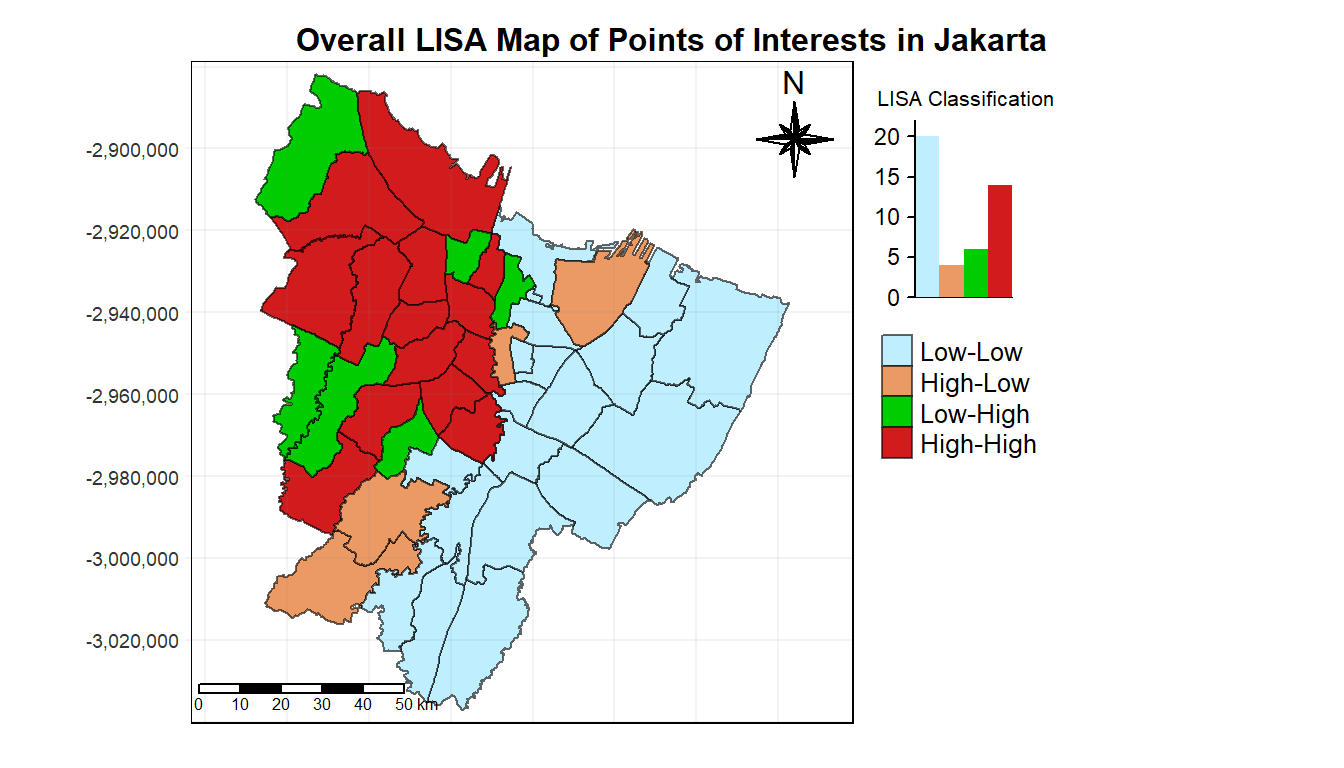 Overall LISA Map of Points of Interests in Jakarta
N
-2,900,000
-2,920,000
-2,940,000
-2,960,000
-2,980,000
-3,000,000
-3,020,000
0 10 20 30 40 50 km
LISA Classification
20
15
10
5
0
Low-Low
High-Low
Low-High
High-High